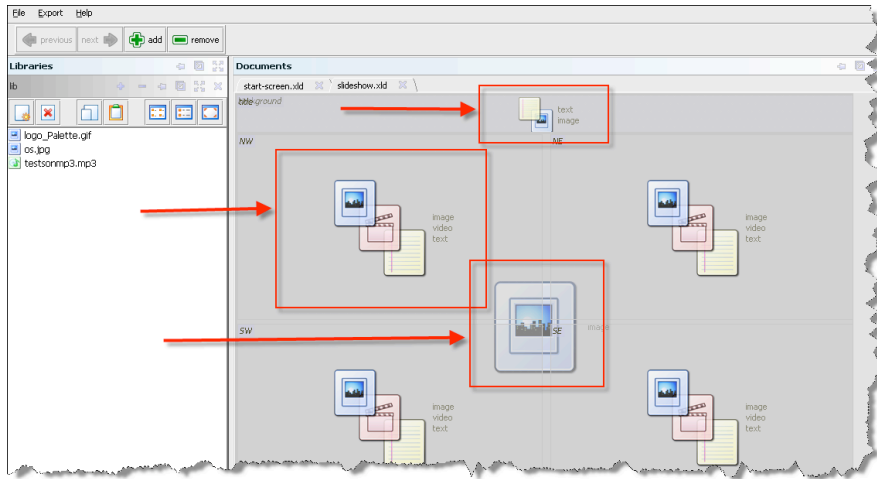 File Export Help
previous next add remove
Libraries
Documents
lib
start-screen.xld slideshow.xld
title
background
text
image
logo_Palette.gif
os.jpg
testsonmp3.mp3
NW
NE
image
video
text
image
video
text
SW
SE
image
image
video
text
image
video
text